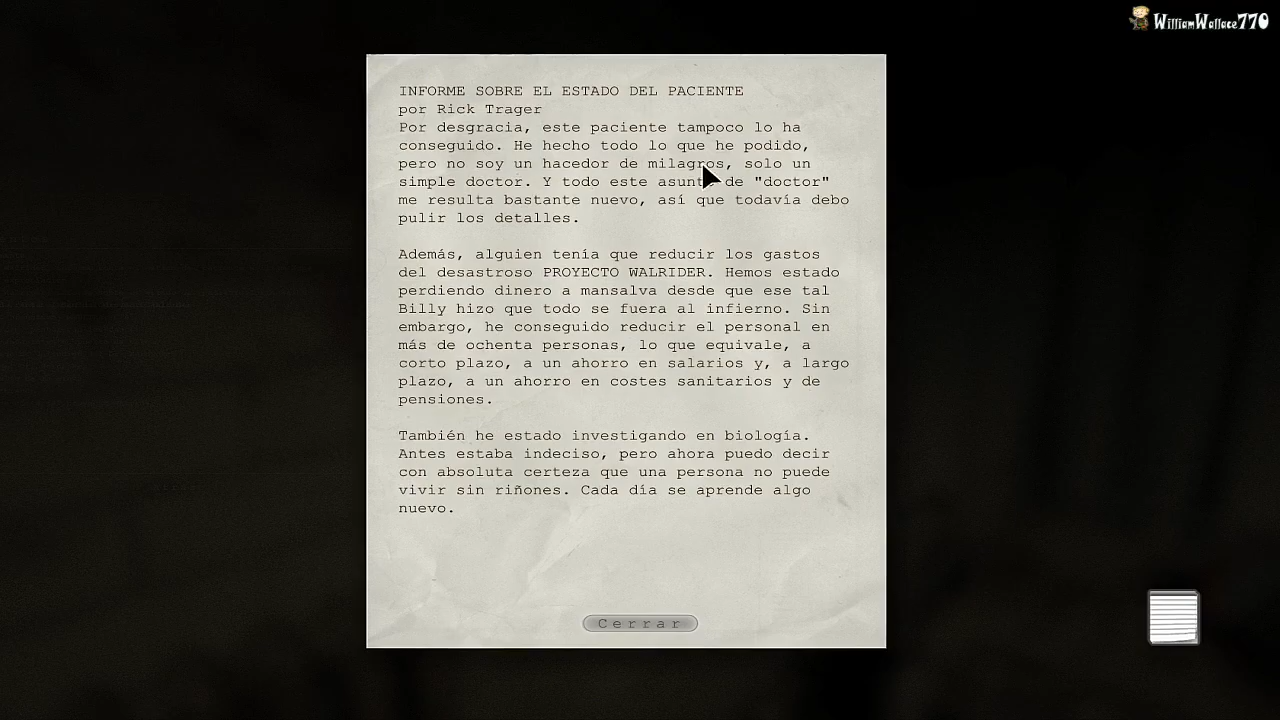 WilliamWallace770
INFORME SOBRE EL ESTADO DEL PACIENTE
por Rick Trager
Por desgracia, este paciente tampoco lo ha
conseguido. He hecho todo lo que he podido,
pero no soy un hacedor de milagros, solo un
simple doctor. Y todo este asunto de "doctor"
me resulta bastante nuevo, así que todavía debo
pulir los detalles.
Además, alguien tenía que reducir los gastos
del desastroso PROYECTO WALRIDER. Hemos estado
perdiendo dinero a mansalva desde que ese tal
Billy hizo que todo se fuera al infierno. Sin
embargo, he conseguido reducir el personal en
más de ochenta personas, lo que equivale, a
corto plazo, a un ahorro en salarios y, a largo
plazo, a un ahorro en costes sanitarios y de
pensiones.
También he estado investigando en biología.
Antes estaba indeciso, pero ahora puedo decir
con absoluta certeza que una persona no puede
vivir sin riñones. Cada día se aprende algo
nuevo.
Cerrar